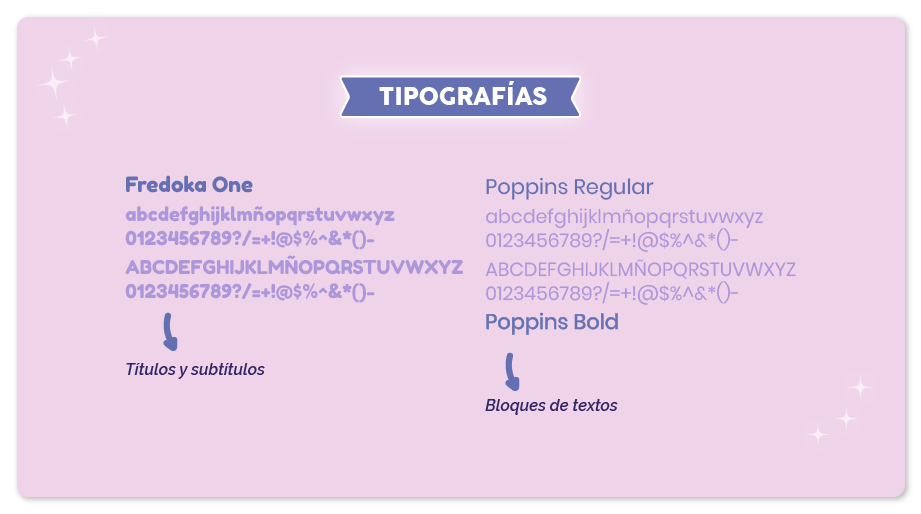 TIPOGRAFÍAS
Fredoka One
abcdefghijklmñopqrstuvwxyz
0123456789?/=+!@$%^&*()-
ABCDEFGHIJKLMÑOPQRSTUVWXYZ
0123456789?/=+!@$%^&*()-
Títulos y subtítulos
Poppins Regular
abcdefghijklmñopqrstuvwxyz
0123456789?/=+!@$%^&*()-
ABCDEFGHIJKLMÑOPQRSTUVWXYZ
0123456789?/=+!@$%^&*()-
Poppins Bold
Bloques de textos